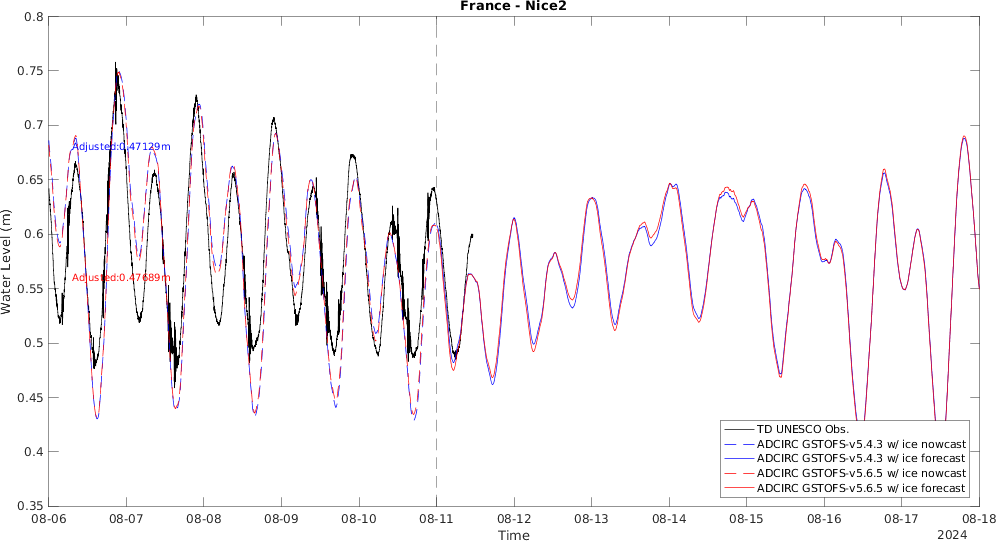 France - Nice2
0.8
0.75
0.7
0.65
0.6
0.55
0.5
0.45
0.4
0.35
Water Level (m)
Adjusted:0.47129m
Adjusted:0.47689m
TD UNESCO Obs.
ADCIRC GSTOFS-v5.4.3 w/ ice nowcast
ADCIRC GSTOFS-v5.4.3 w/ ice forecast
ADCIRC GSTOFS-v5.6.5 w/ ice nowcast
ADCIRC GSTOFS-v5.6.5 w/ ice forecast
08-06 08-07 08-08 08-09 08-10 08-11 08-12 08-13 08-14 08-15 08-16 08-17 08-18
Time
2024